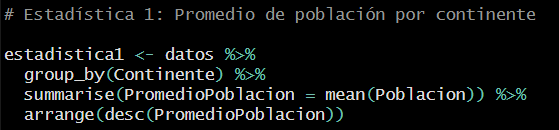 # Estadística 1: Promedio de población por continente
estadistica1 <- datos %>%
group_by(Continente) %>%
summarise(PromedioPoblacion = mean(Poblacion)) %>%
arrange(desc(PromedioPoblacion))